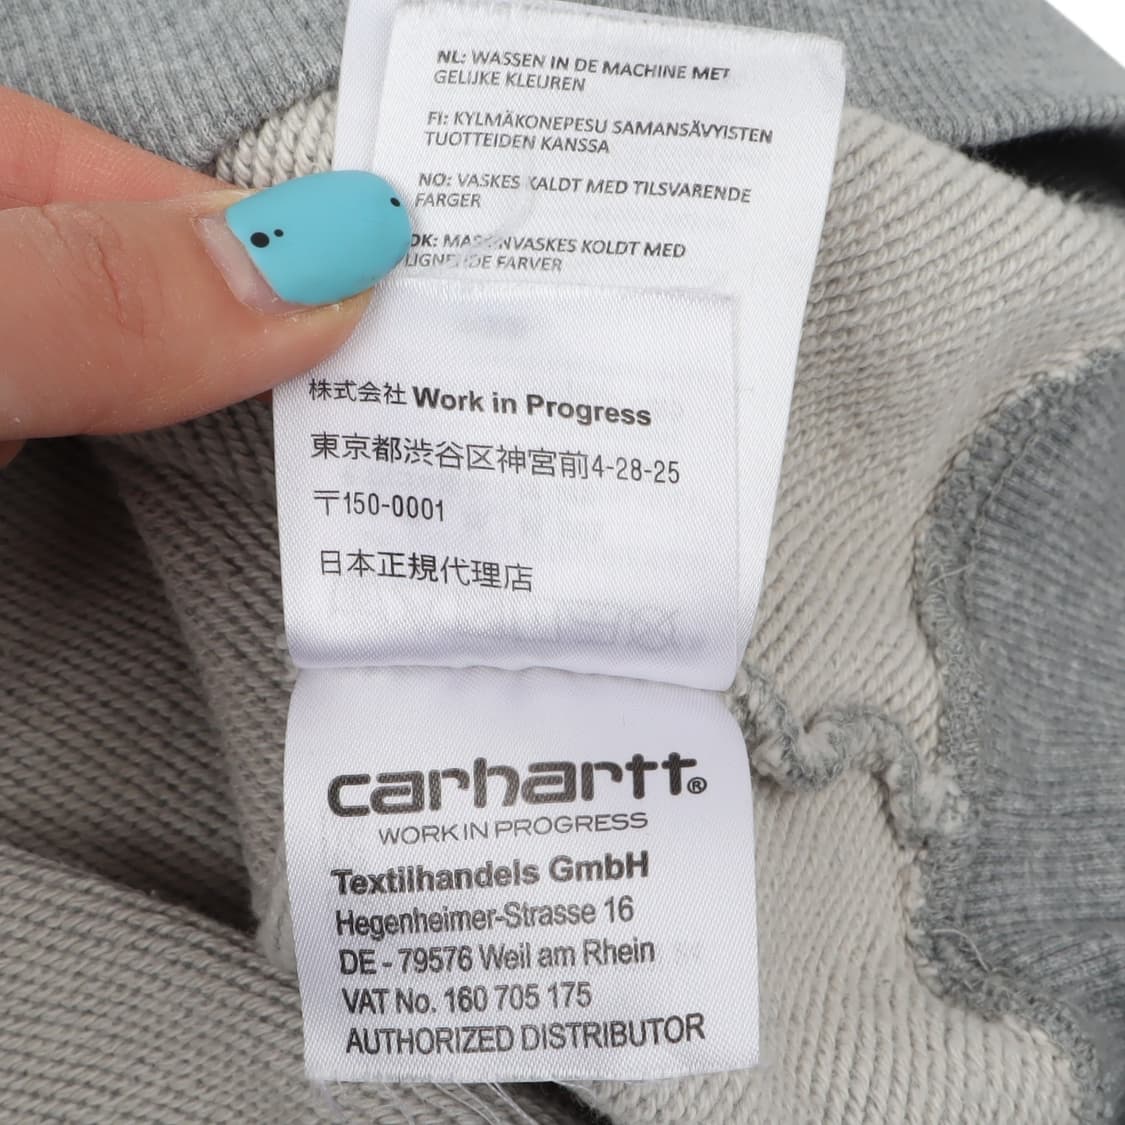 NL: WASSEN IN DE MACHINE MET
GELIJKE KLEUREN
FI: KYLMÄKONEPESU SAMANSÄVYISTEN
TUOTTEIDEN KANSSA
NO: VASKES KALDT MED TILSVARENDE
FARGER
DK: MASKINVASKES KOLDT MED
LIGNENDE FARVER
株式会社 Work in Progress
東京都渋谷区神宮前4-28-25
〒150-0001
日本正規代理店
carhartt®
WORK IN PROGRESS
Textilhandels GmbH
Hegenheimer-Strasse 16
DE - 79576 Weil am Rhein
VAT No. 160 705 175
AUTHORIZED DISTRIBUTOR